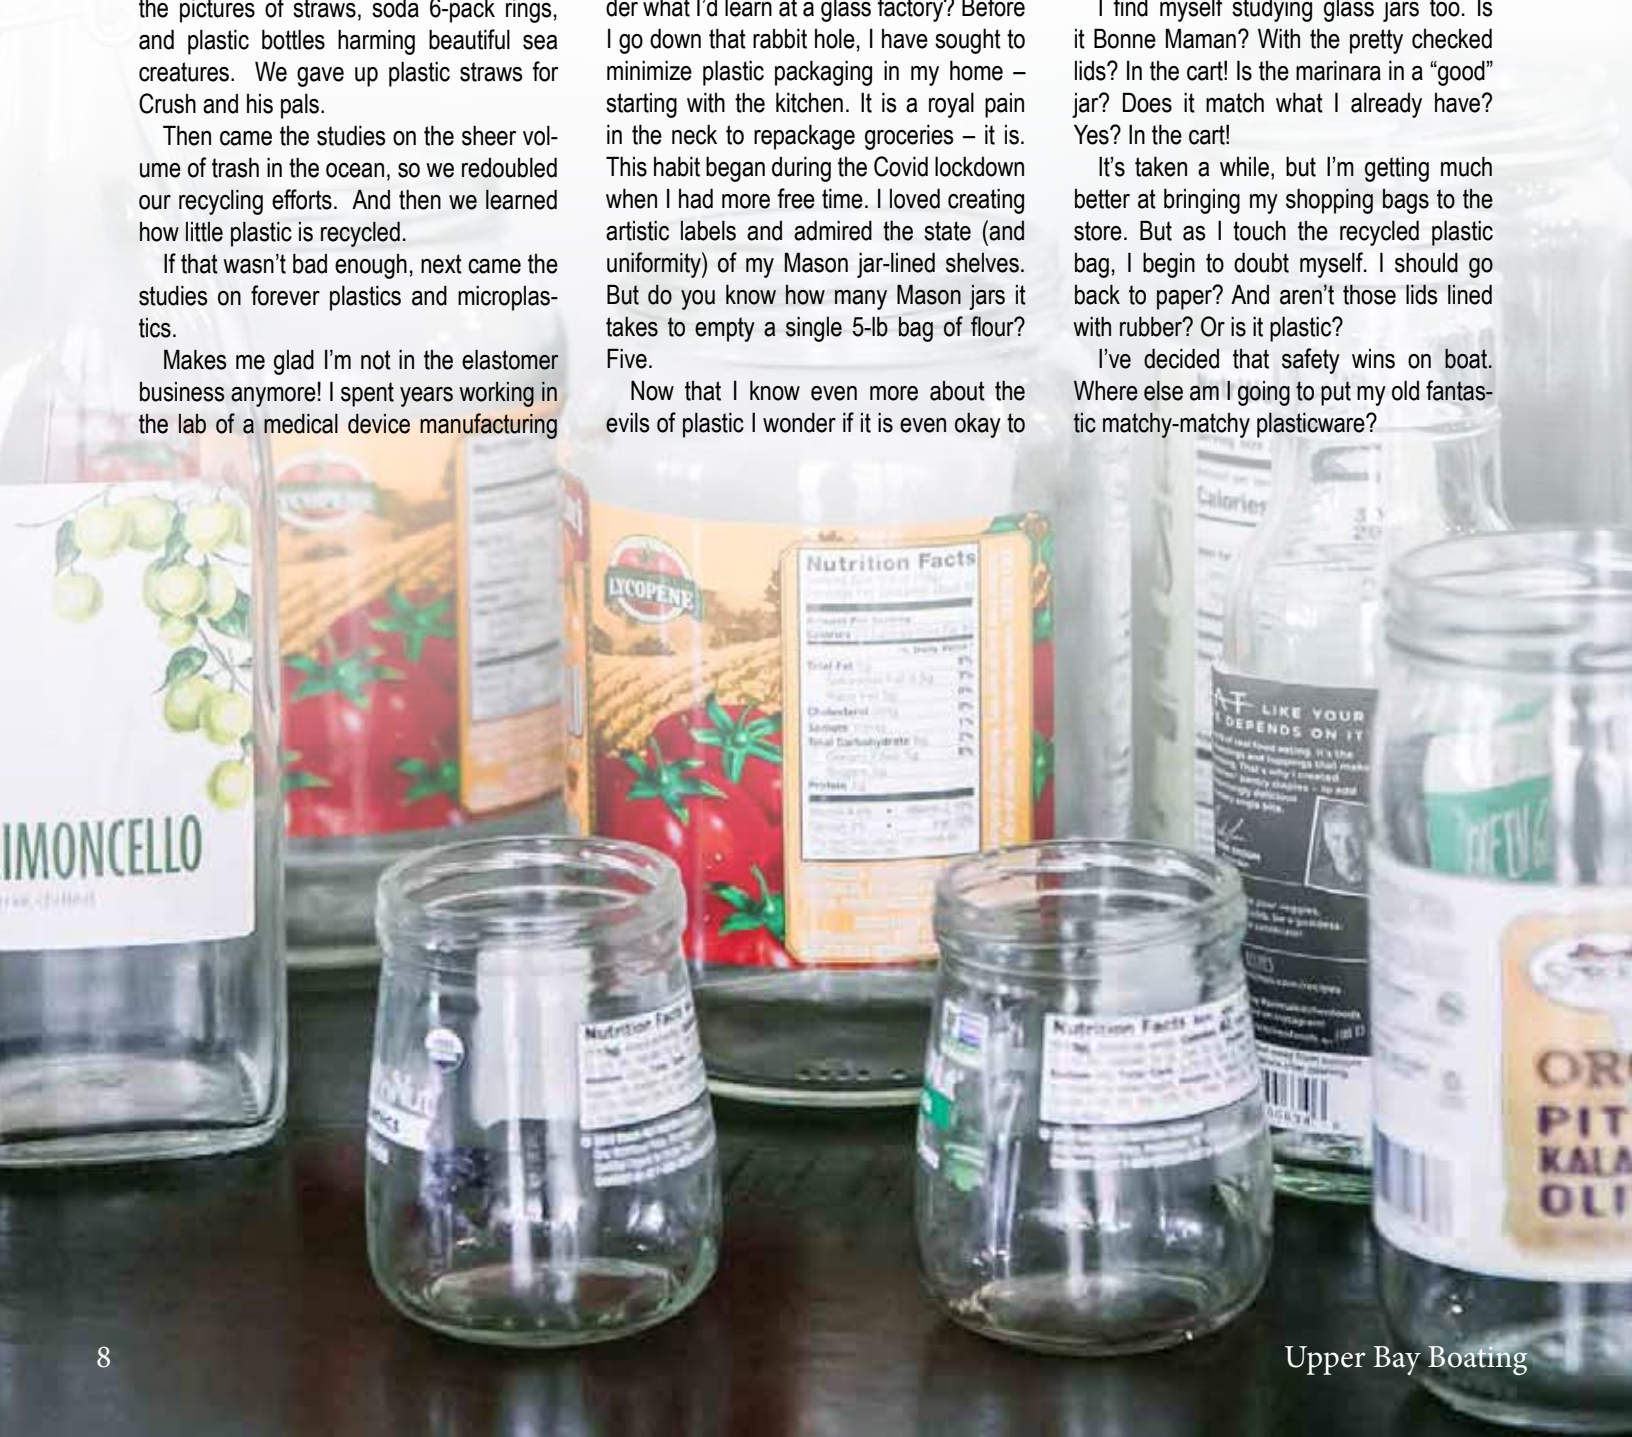 the pictures of straws, soda 6-pack rings,
and plastic bottles harming beautiful sea
creatures.  We gave up plastic straws for
Crush and his pals.
Then came the studies on the sheer vol-
ume of trash in the ocean, so we redoubled
our recycling efforts.  And then we learned
how little plastic is recycled.
If that wasn't bad enough, next came the
studies on forever plastics and microplas-
tics.
Makes me glad I'm not in the elastomer
business anymore! I spent years working in
the lab of a medical device manufacturing
der what I'd learn at a glass factory? Before
I go down that rabbit hole, I have sought to
minimize plastic packaging in my home –
starting with the kitchen. It is a royal pain
in the neck to repackage groceries – it is.
This habit began during the Covid lockdown
when I had more free time. I loved creating
artistic labels and admired the state (and
uniformity) of my Mason jar-lined shelves.
But do you know how many Mason jars it
takes to empty a single 5-lb bag of flour?
Five.
Now that I know even more about the
evils of plastic I wonder if it is even okay to
I find myself studying glass jars too. Is
it Bonne Maman? With the pretty checked
lids? In the cart! Is the marinara in a “good”
jar? Does it match what I already have?
Yes? In the cart!
It's taken a while, but I'm getting much
better at bringing my shopping bags to the
store. But as I touch the recycled plastic
bag, I begin to doubt myself. I should go
back to paper? And aren't those lids lined
with rubber? Or is it plastic?
I've decided that safety wins on boat.
Where else am I going to put my old fantas-
tic matchy-matchy plasticware?
Calories
LYCOPENE
Nutrition Facts
Calories
% Daily Value*
Total Fat
Cholesterol
Total Carbohydrate
Protein
LIKE YOUR
DEPENDS ON IT
IMONCELLO
chilled
Nutrition Facts
Nutrition Facts
PIT
KALA
OLI
8
Upper Bay Boating